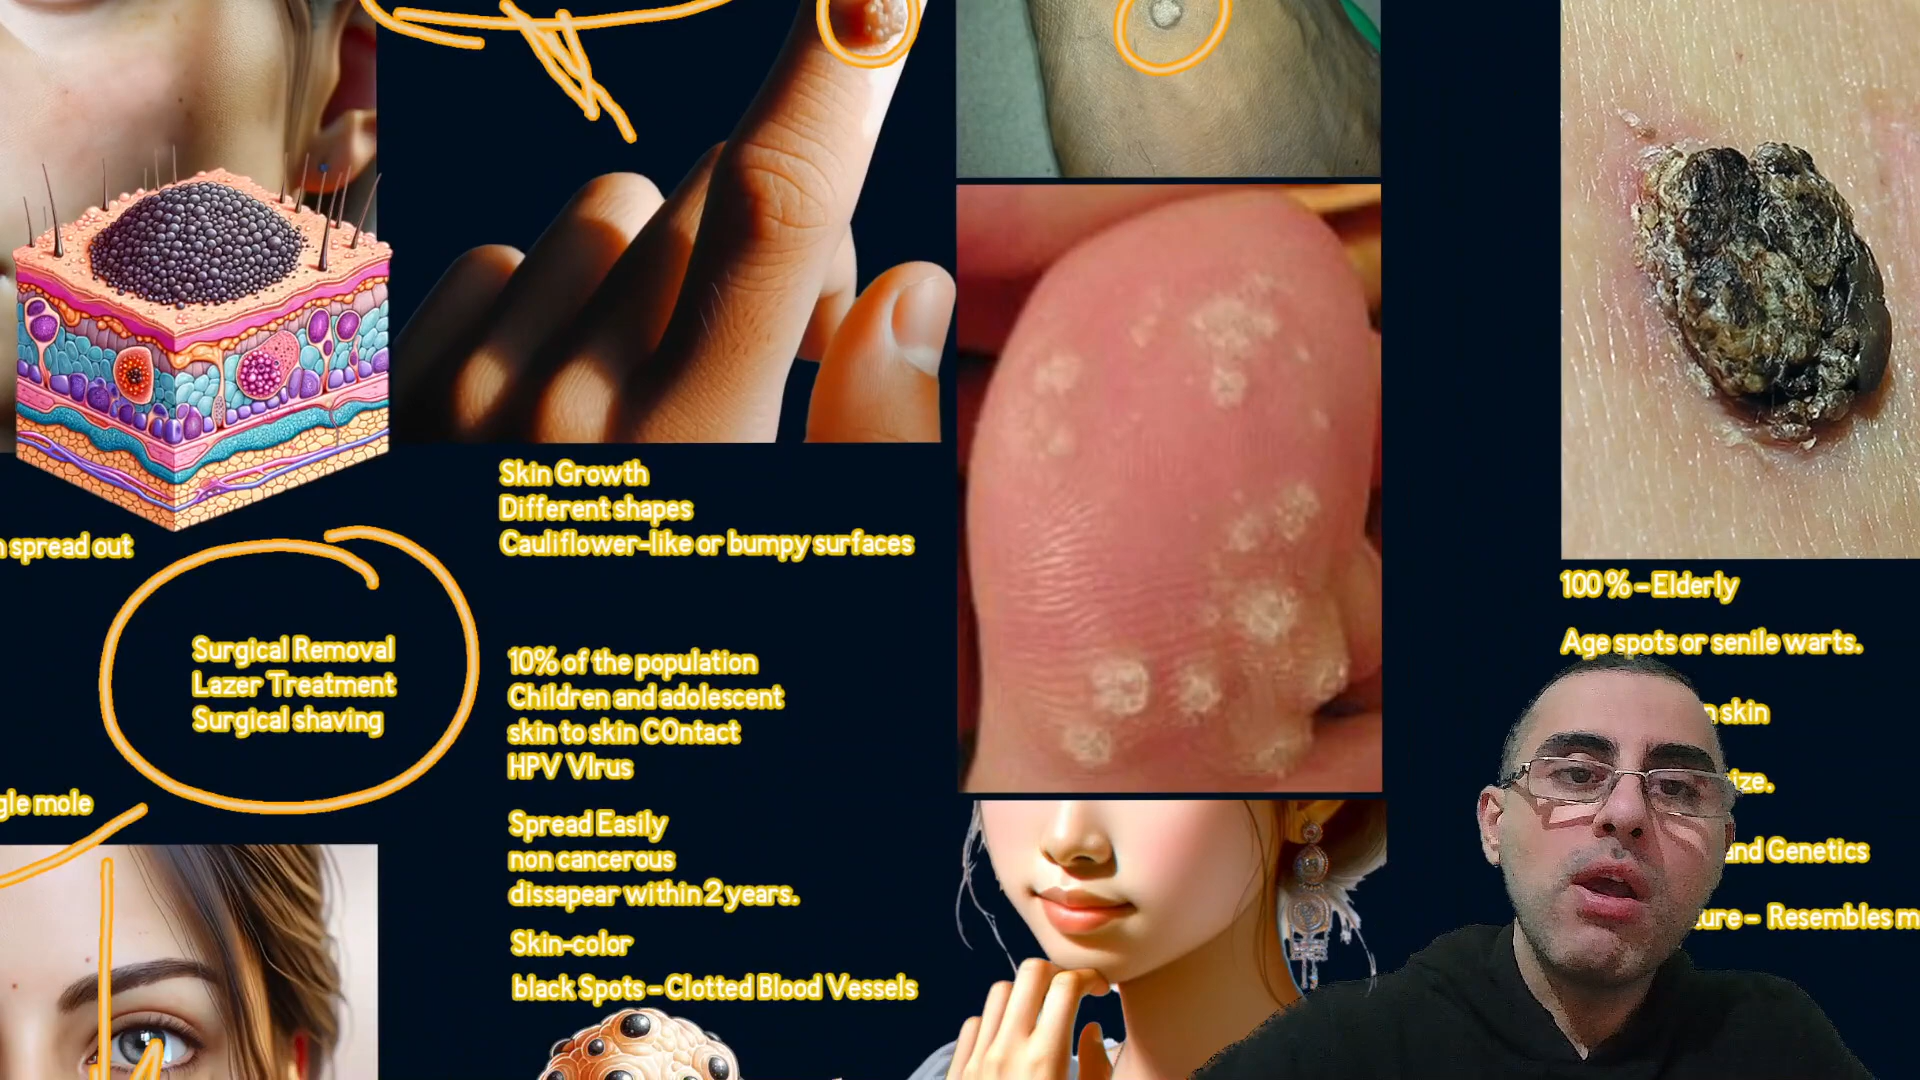 spread out
Surgical Removal
Lazer Treatment
Surgical shaving
mole
Skin Growth
Different shapes
Cauliflower-like or bumpy surfaces
10% of the population
Children and adolescent
skin to skin COntact
HPV VIrus
Spread Easily
non cancerous
dissapear within 2 years.
Skin-color
black Spots - Clotted Blood Vessels
100 % - Elderly
Age spots or senile warts.
skin
and Genetics
- Resembles